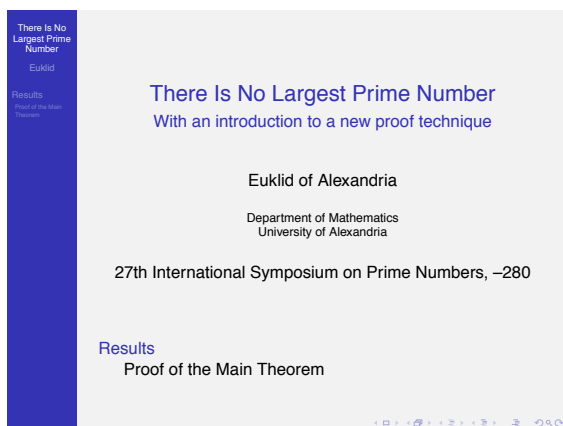 There Is No
Largest Prime
Number
Euklid
Results
Proof of the Main
Theorem
There Is No Largest Prime Number
With an introduction to a new proof technique
Euklid of Alexandria
Department of Mathematics
University of Alexandria
27th International Symposium on Prime Numbers, –280
Results
Proof of the Main Theorem